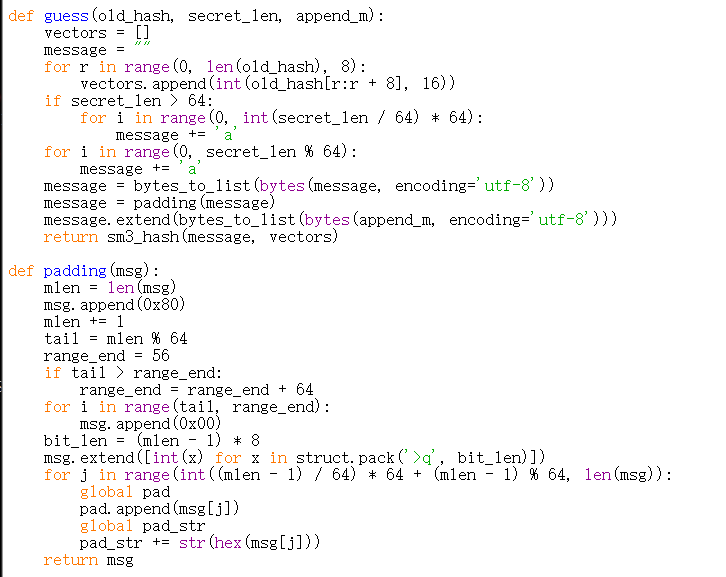 def guess(old_hash, secret_len, append_m):
    vectors = []
    message = ""
    for r in range(0, len(old_hash), 8):
        vectors.append(int(old_hash[r:r + 8], 16))
    if secret_len > 64:
        for i in range(0, int(secret_len / 64) * 64):
            message += 'a'
    for i in range(0, secret_len % 64):
        message += 'a'
    message = bytes_to_list(bytes(message, encoding='utf-8'))
    message = padding(message)
    message.extend(bytes_to_list(bytes(append_m, encoding='utf-8')))
    return sm3_hash(message, vectors)

def padding(msg):
    mlen = len(msg)
    msg.append(0x80)
    mlen += 1
    tail = mlen % 64
    range_end = 56
    if tail > range_end:
        range_end = range_end + 64
    for i in range(tail, range_end):
        msg.append(0x00)
    bit_len = (mlen - 1) * 8
    msg.extend([int(x) for x in struct.pack('>q', bit_len)])
    for j in range(int((mlen - 1) / 64) * 64 + (mlen - 1) % 64, len(msg)):
        global pad
        pad.append(msg[j])
        global pad_str
        pad_str += str(hex(msg[j]))
    return msg